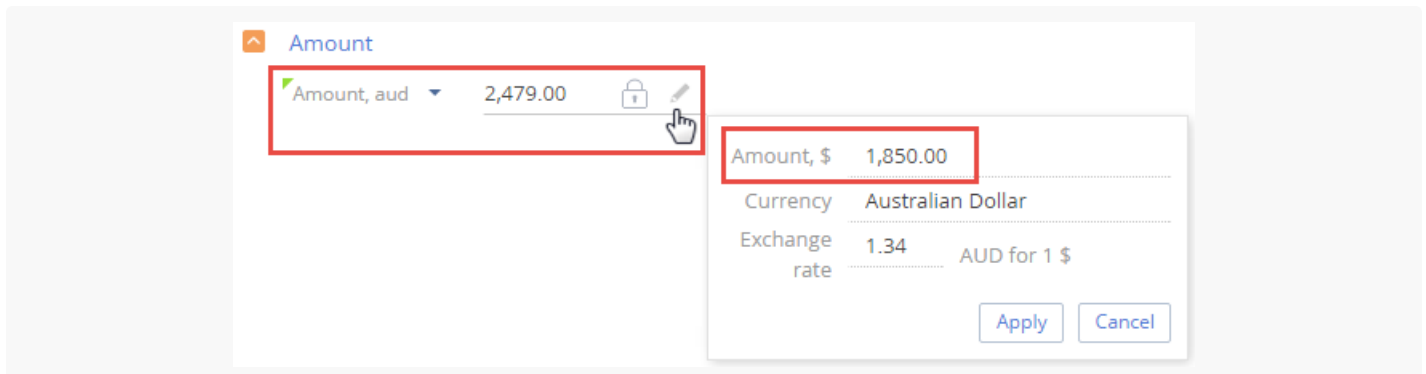 Amount
Amount, aud 2,479.00
Amount, $ 1,850.00
Currency Australian Dollar
Exchange rate 1.34 AUD for 1 $
Apply Cancel